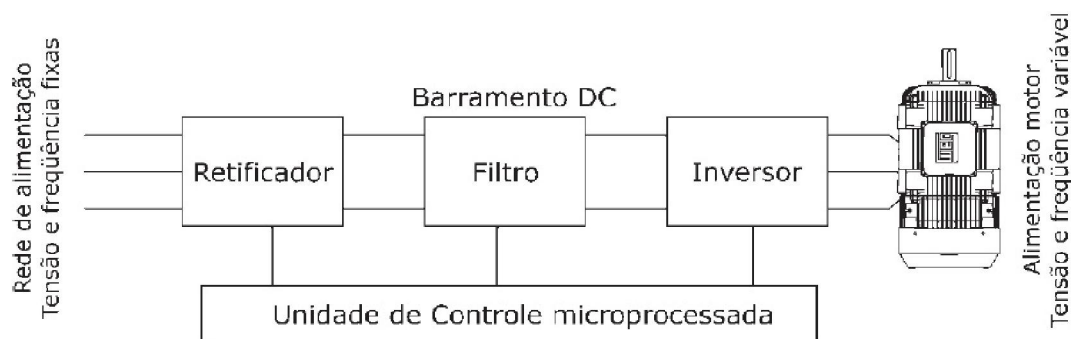 Rede de alimentação
Tensão e freqüência fixas
Barramento DC
Retificador
Filtro
Inversor
Alimentação motor
Tensão e freqüência variável
Unidade de Controle microprocessada